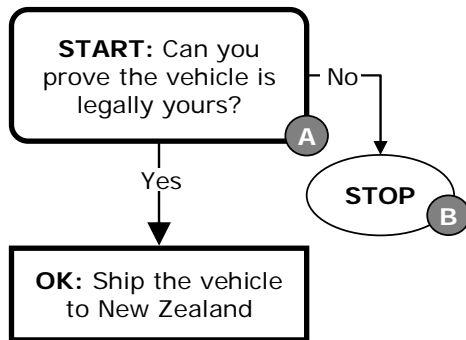 START: Can you
prove the vehicle is
legally yours?
A
No
Yes
STOP
B
OK: Ship the vehicle
to New Zealand